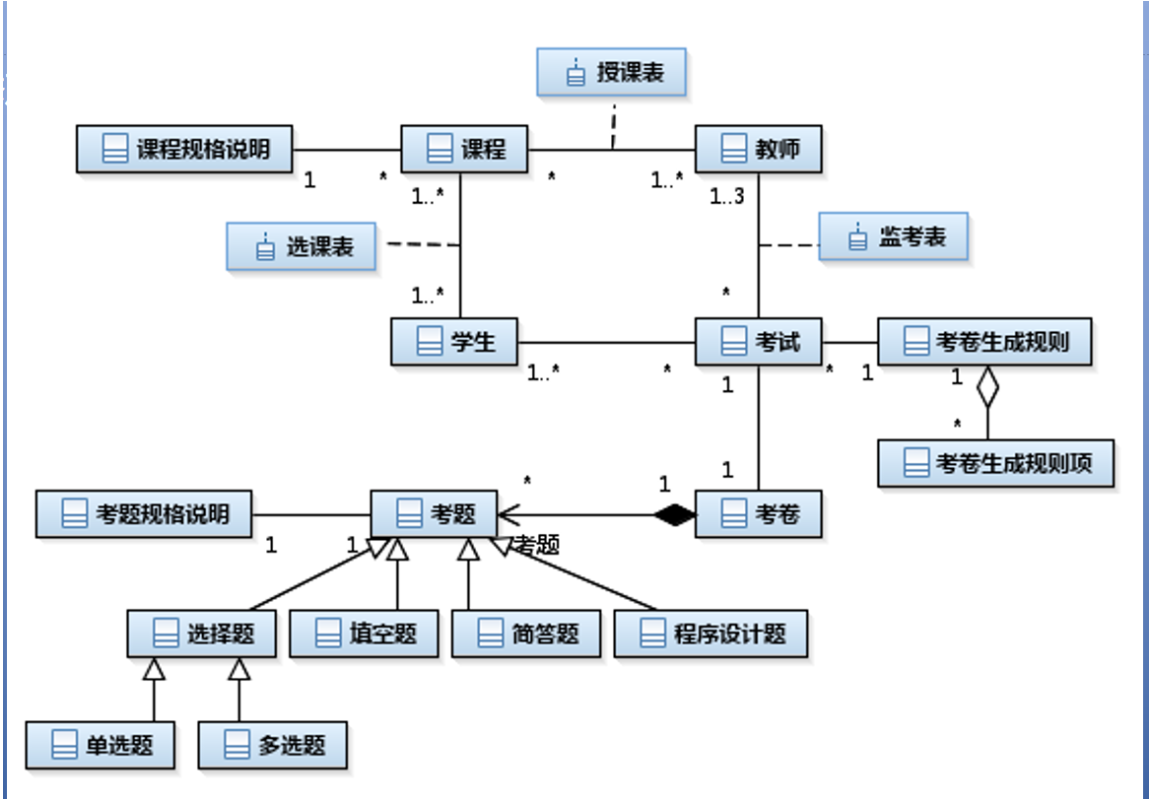 授课表
课程规格说明
课程
教师
1
*
*
1..*
1..*
1..3
选课表
监考表
1..*
*
学生
考试
考卷生成规则
1..*
*
1
*
1
1
*
考卷生成规则项
1
*
1
考题规格说明
考题
考卷
1
1
考题
选择题
填空题
简答题
程序设计题
单选题
多选题